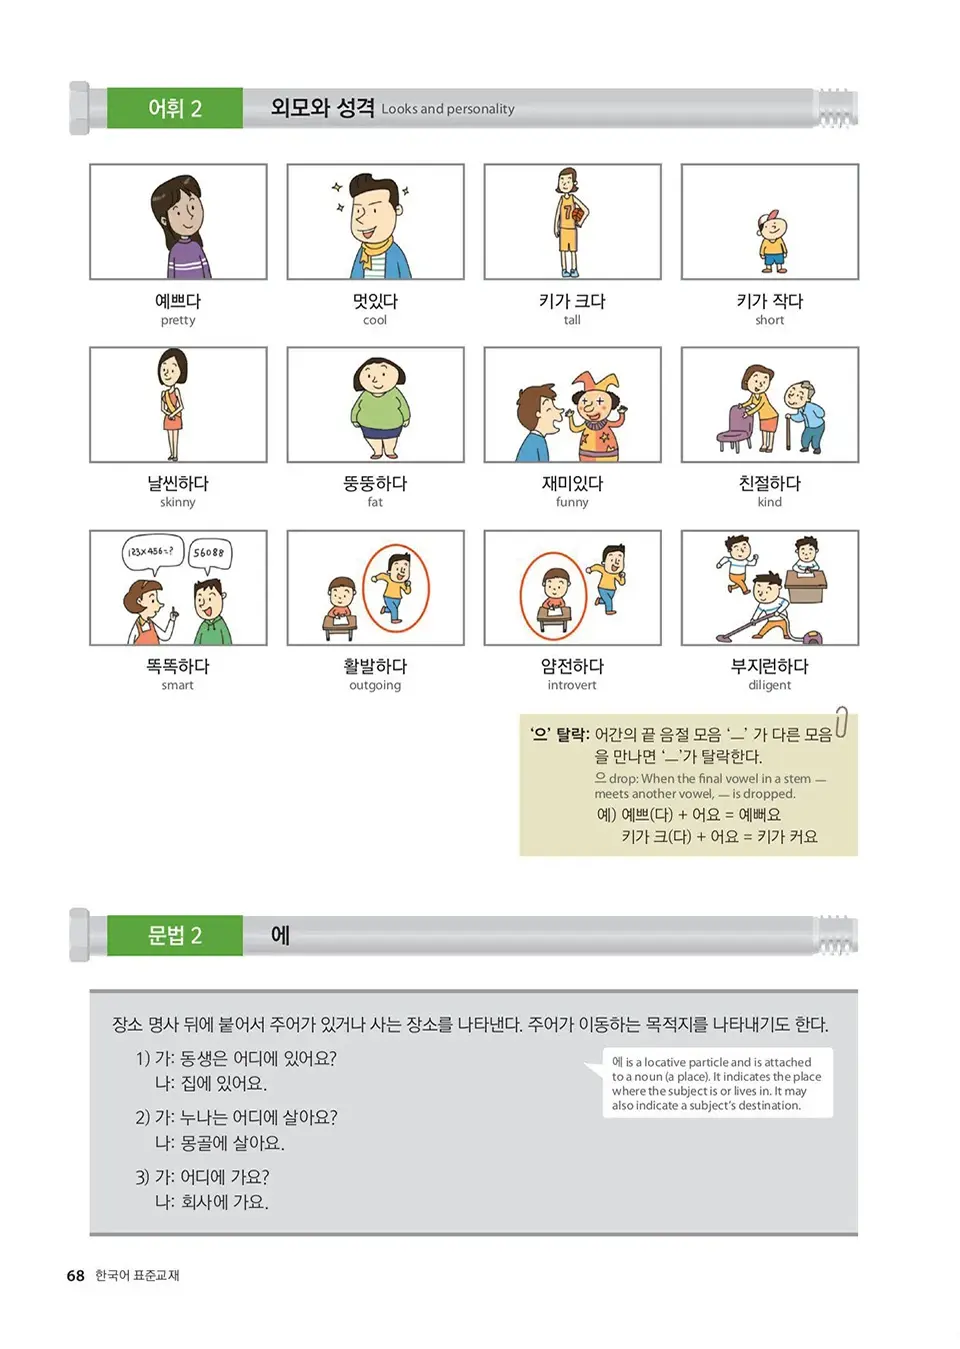 어휘 2 외모와 성격 Looks and personality
예쁘다 멋있다 키가 크다 키가 작다
pretty cool tall short
7
날씬하다 뚱뚱하다 재미있다 친절하다
skinny fat funny kind
123×456=? 56088
똑똑하다 활발하다 얌전하다 부지런하다
smart outgoing introvert diligent
‘으’ 탈락: 어간의 끝 음절 모음 ‘ㅡ’ 가 다른 모음
을 만나면 ‘ㅡ’가 탈락한다.
으 drop: When the final vowel in a stem ㅡ
meets another vowel, ㅡ is dropped.
예) 예쁘(다) + 어요 = 예뻐요
키가 크(다) + 어요 = 키가 커요
문법 2 에
장소 명사 뒤에 붙어서 주어가 있거나 사는 장소를 나타낸다. 주어가 이동하는 목적지를 나타내기도 한다.
1) 가: 동생은 어디에 있어요?
나: 집에 있어요.
2) 가: 누나는 어디에 살아요?
나: 몽골에 살아요.
3) 가: 어디에 가요?
나: 회사에 가요.
에 is a locative particle and is attached
to a noun (a place). It indicates the place
where the subject is or lives in. It may
also indicate a subject’s destination.
68 한국어 표준교재